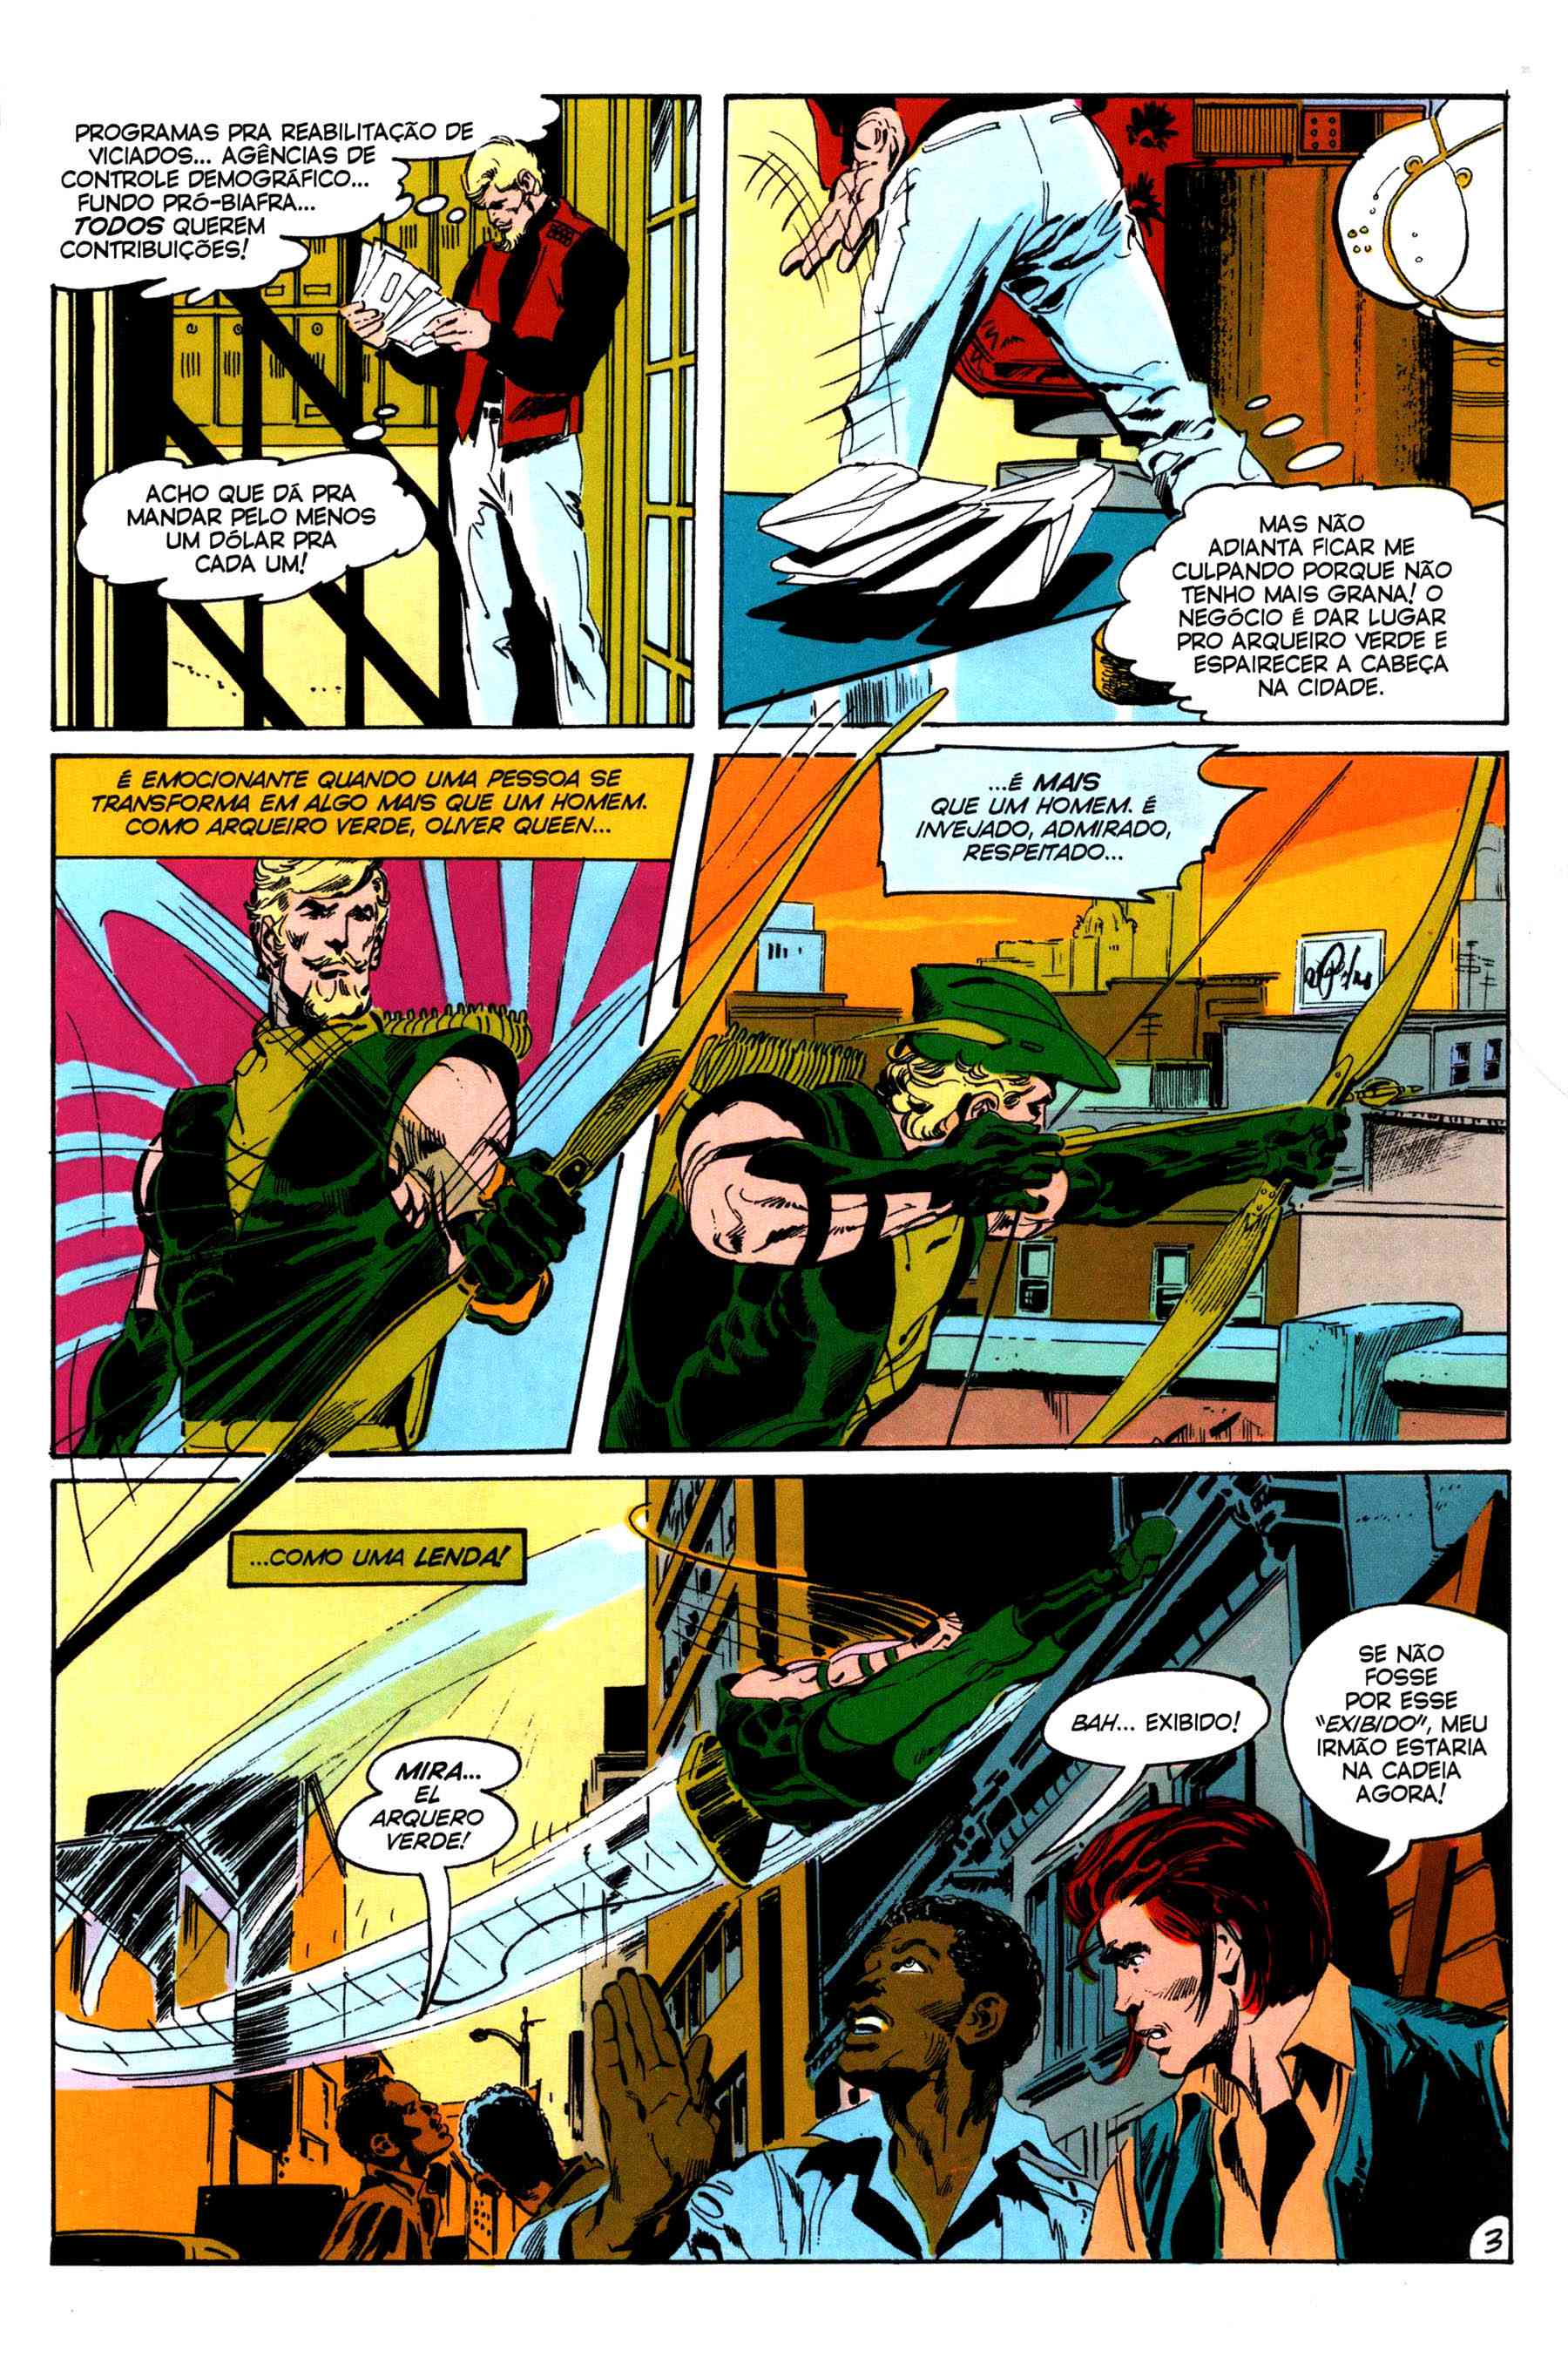 PROGRAMAS PRA REABILITAÇÃO DE
VICIADOS... AGÊNCIAS DE
CONTROLE DEMOGRÁFICO...
FUNDO PRÓ-BIAFRA...
TODOS QUEREM
CONTRIBUIÇÕES!
ACHO QUE DÁ PRA
MANDAR PELO MENOS
UM DÓLAR PRA
CADA UM!
MAS NÃO
ADIANTA FICAR ME
CULPANDO PORQUE NÃO
TENHO MAIS GRANA! O
NEGÓCIO É DAR LUGAR
PRO ARQUEIRO VERDE E
ESPAIRECER A CABEÇA
NA CIDADE.
É EMOCIONANTE QUANDO UMA PESSOA SE
TRANSFORMA EM ALGO MAIS QUE UM HOMEM.
COMO ARQUEIRO VERDE, OLIVER QUEEN...
...É MAIS
QUE UM HOMEM. É
INVEJADO, ADMIRADO,
RESPEITADO...
...COMO UMA LENDA!
MIRA...
EL
ARQUERO
VERDE!
BAH... EXIBIDO!
SE NÃO
FOSSE
POR ESSE
"EXIBIDO", MEU
IRMÃO ESTARIA
NA CADEIA
AGORA!
3